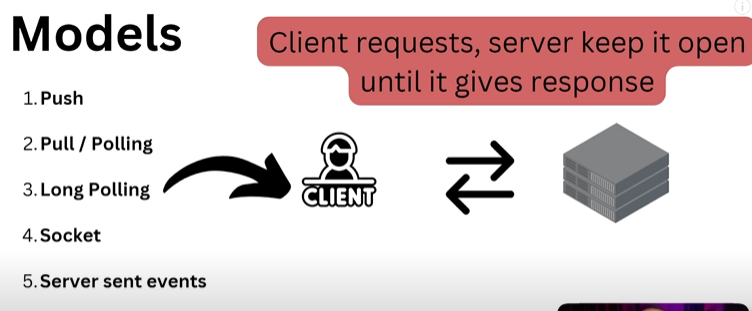 Models
Client requests, server keep it open
until it gives response
1. Push
2. Pull / Polling
3. Long Polling
4. Socket
5. Server sent events
CLIENT